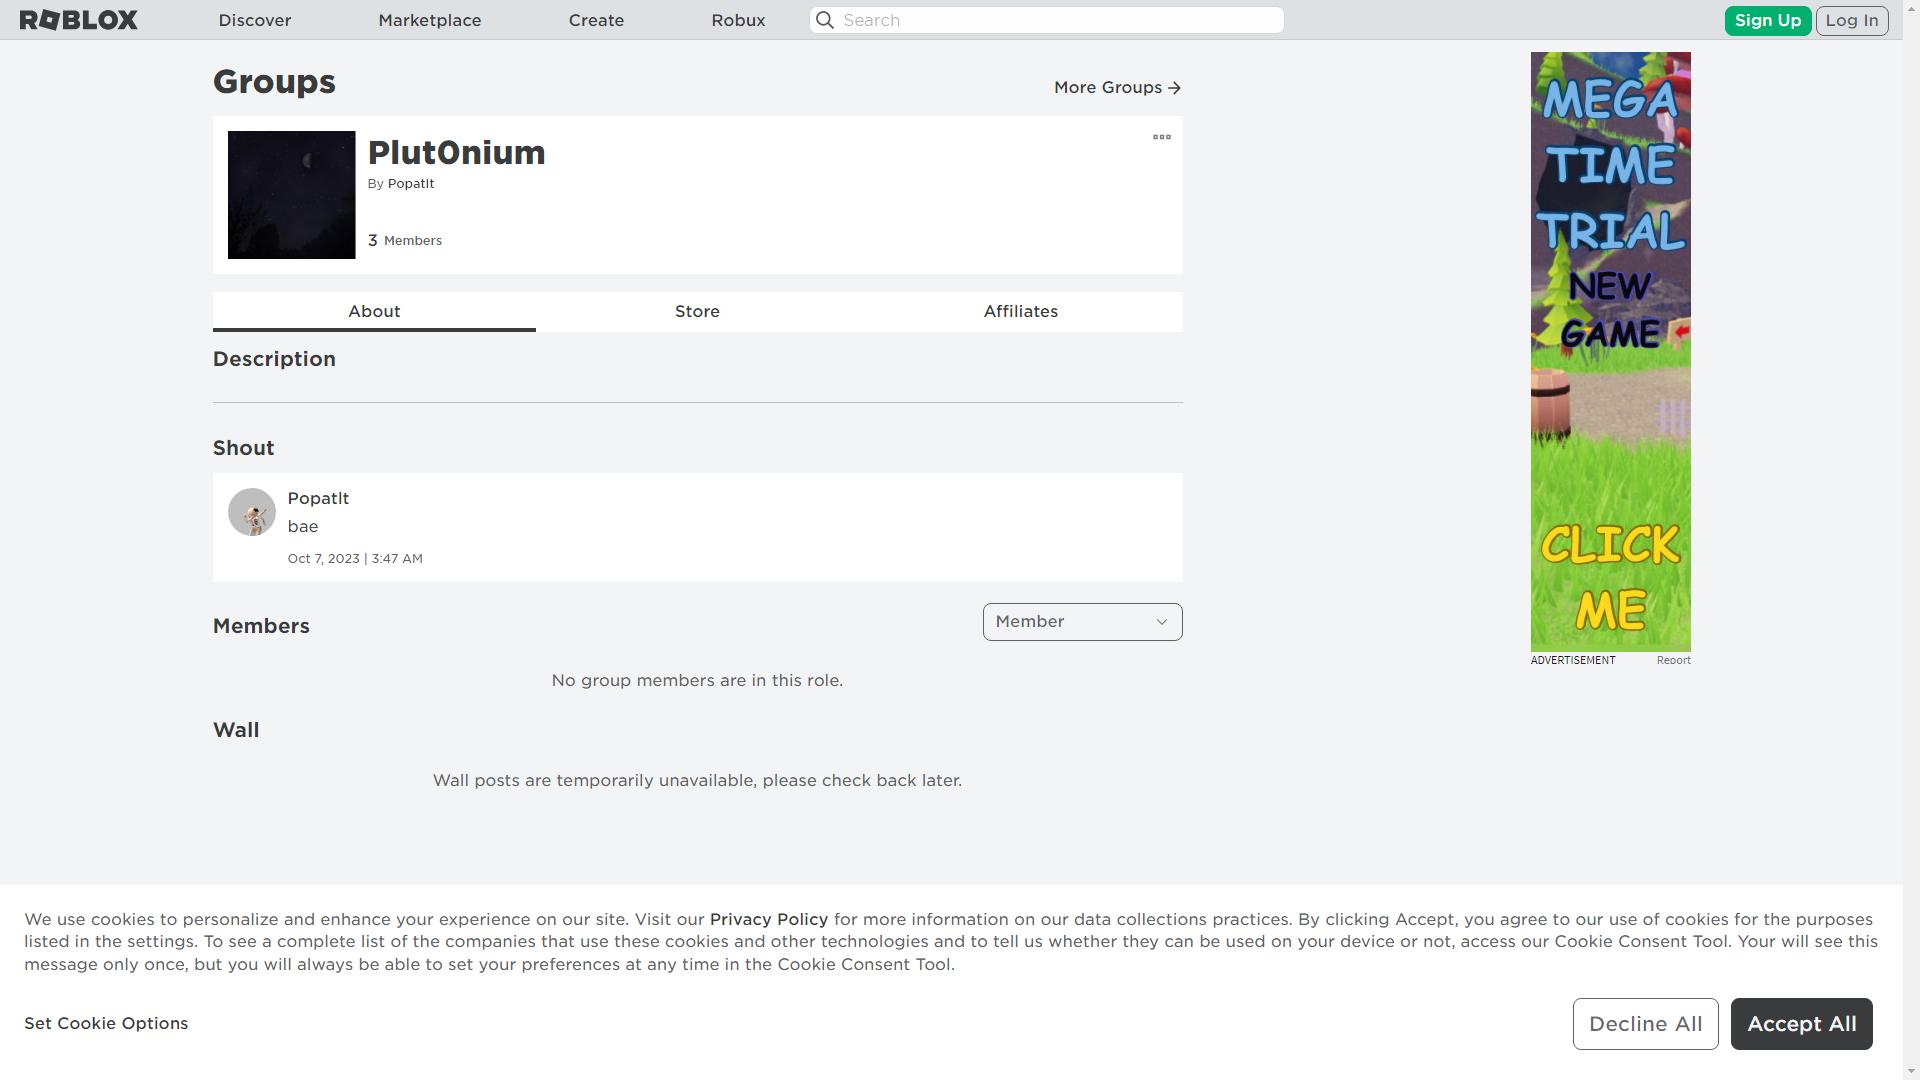 ROBLOX
Discover
Marketplace
Create
Robux
Search
Sign Up
Log In
Groups
More Groups
Plut0nium
By PopatIt
3 Members
About
Store
Affiliates
Description
Shout
PopatIt
bae
Oct 7, 2023 | 3:47 AM
Members
Member
No group members are in this role.
Wall
Wall posts are temporarily unavailable, please check back later.
MEGA
TIME
TRIAL
NEW
GAME
CLICK
ME
ADVERTISEMENT
Report
We use cookies to personalize and enhance your experience on our site. Visit our Privacy Policy for more information on our data collections practices. By clicking Accept, you agree to our use of cookies for the purposes
listed in the settings. To see a complete list of the companies that use these cookies and other technologies and to tell us whether they can be used on your device or not, access our Cookie Consent Tool. Your will see this
message only once, but you will always be able to set your preferences at any time in the Cookie Consent Tool.
Set Cookie Options
Decline All
Accept All